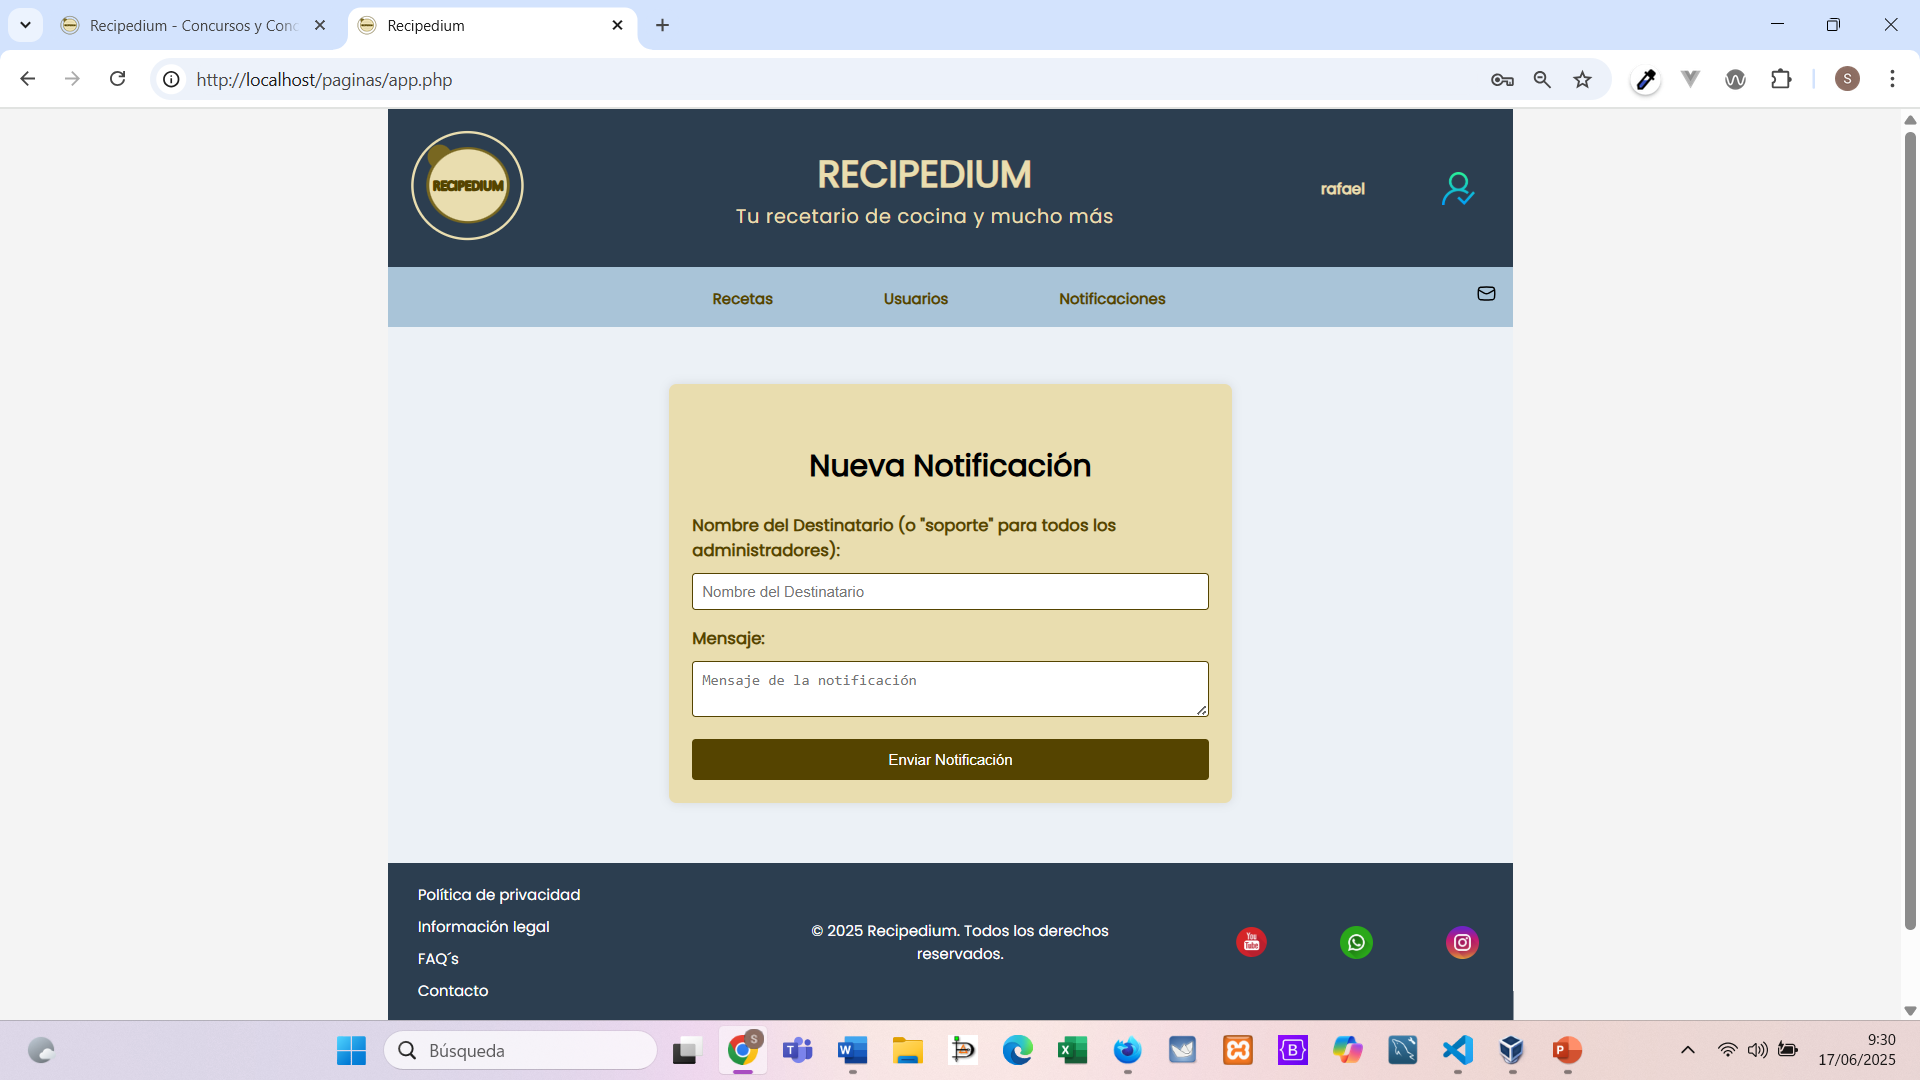 Recipedium - Concursos y Conc
Recipedium
http://localhost/paginas/app.php
S
RECIPEDIUM
RECIPEDIUM
Tu recetario de cocina y mucho más
rafael
Recetas
Usuarios
Notificaciones
Nueva Notificación
Nombre del Destinatario (o "soporte" para todos los
administradores):
Nombre del Destinatario
Mensaje:
Mensaje de la notificación
Enviar Notificación
Política de privacidad
Información legal
FAQ´s
Contacto
© 2025 Recipedium. Todos los derechos
reservados.
You
Tube
Búsqueda
S
9:30
17/06/2025